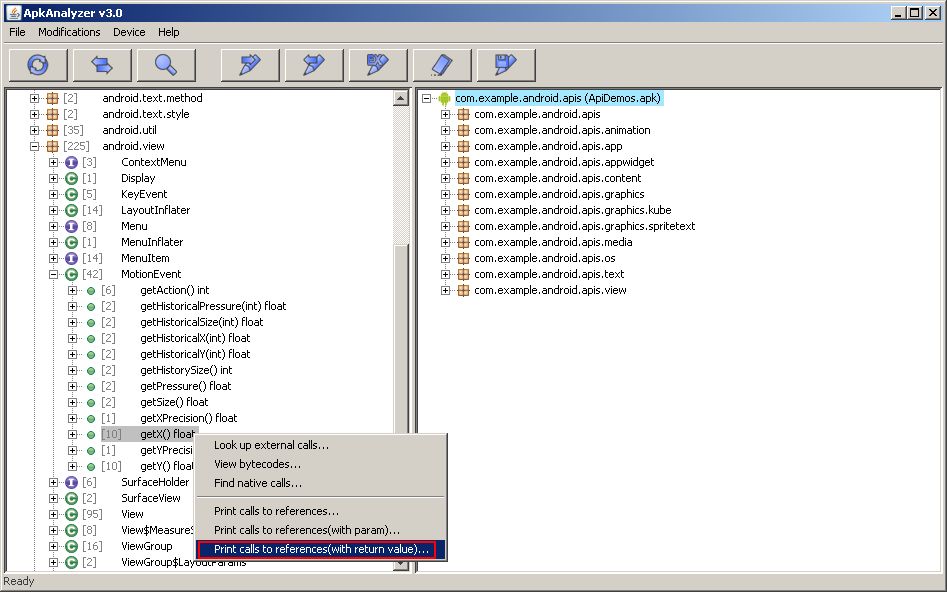 ApkAnalyzer v3.0
File Modifications Device Help
[2] android.text.method
[2] android.text.style
[35] android.util
[225] android.view
[3] ContextMenu
[1] Display
[5] KeyEvent
[14] LayoutInflater
[8] Menu
[1] MenuInflater
[14] MenuItem
[42] MotionEvent
[6] getAction() int
[2] getHistoricalPressure(int) float
[2] getHistoricalSize(int) float
[2] getHistoricalX(int) float
[2] getHistoricalY(int) float
[2] getHistorySize() int
[2] getPressure() float
[2] getSize() float
[1] getXPrecision() float
[10] getX() float
[1] getYPrecisi
[10] getY() float
[6] SurfaceHolder
[2] SurfaceView
[95] View
[8] View$MeasureS
[16] ViewGroup
[2] ViewGroup$LayoutParams
Look up external calls...
View bytecodes...
Find native calls...
Print calls to references...
Print calls to references(with param)...
Print calls to references(with return value)...
com.example.android.apis (ApiDemos.apk)
com.example.android.apis
com.example.android.apis.animation
com.example.android.apis.app
com.example.android.apis.appwidget
com.example.android.apis.content
com.example.android.apis.graphics
com.example.android.apis.graphics.kube
com.example.android.apis.graphics.spritetext
com.example.android.apis.media
com.example.android.apis.os
com.example.android.apis.text
com.example.android.apis.view
Ready